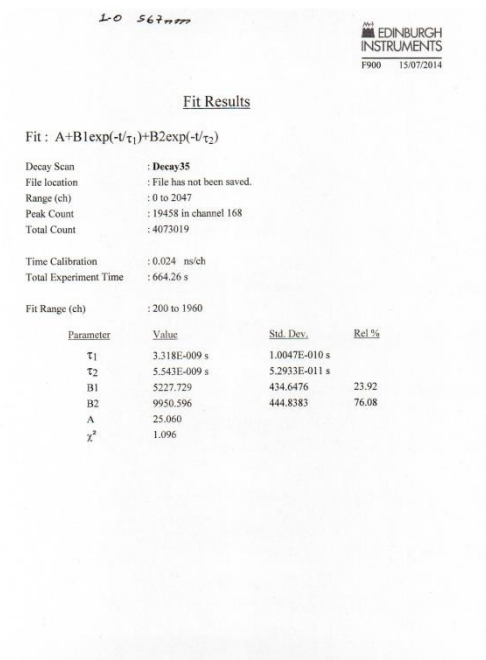 1-0 567nm
EDINBURGH
INSTRUMENTS
F900 15/07/2014
Fit Results
Fit : A+B1exp(-t/τ1)+B2exp(-t/τ2)
Decay Scan : Decay35
File location : File has not been saved.
Range (ch) : 0 to 2047
Peak Count : 19458 in channel 168
Total Count : 4073019
Time Calibration : 0.024 ns/ch
Total Experiment Time : 664.26 s
Fit Range (ch) : 200 to 1960
Parameter Value Std. Dev. Rel %
τ1 3.318E-009 s 1.0047E-010 s
τ2 5.543E-009 s 5.2933E-011 s
B1 5227.729 434.6476 23.92
B2 9950.596 444.8383 76.08
A 25.060
χ² 1.096